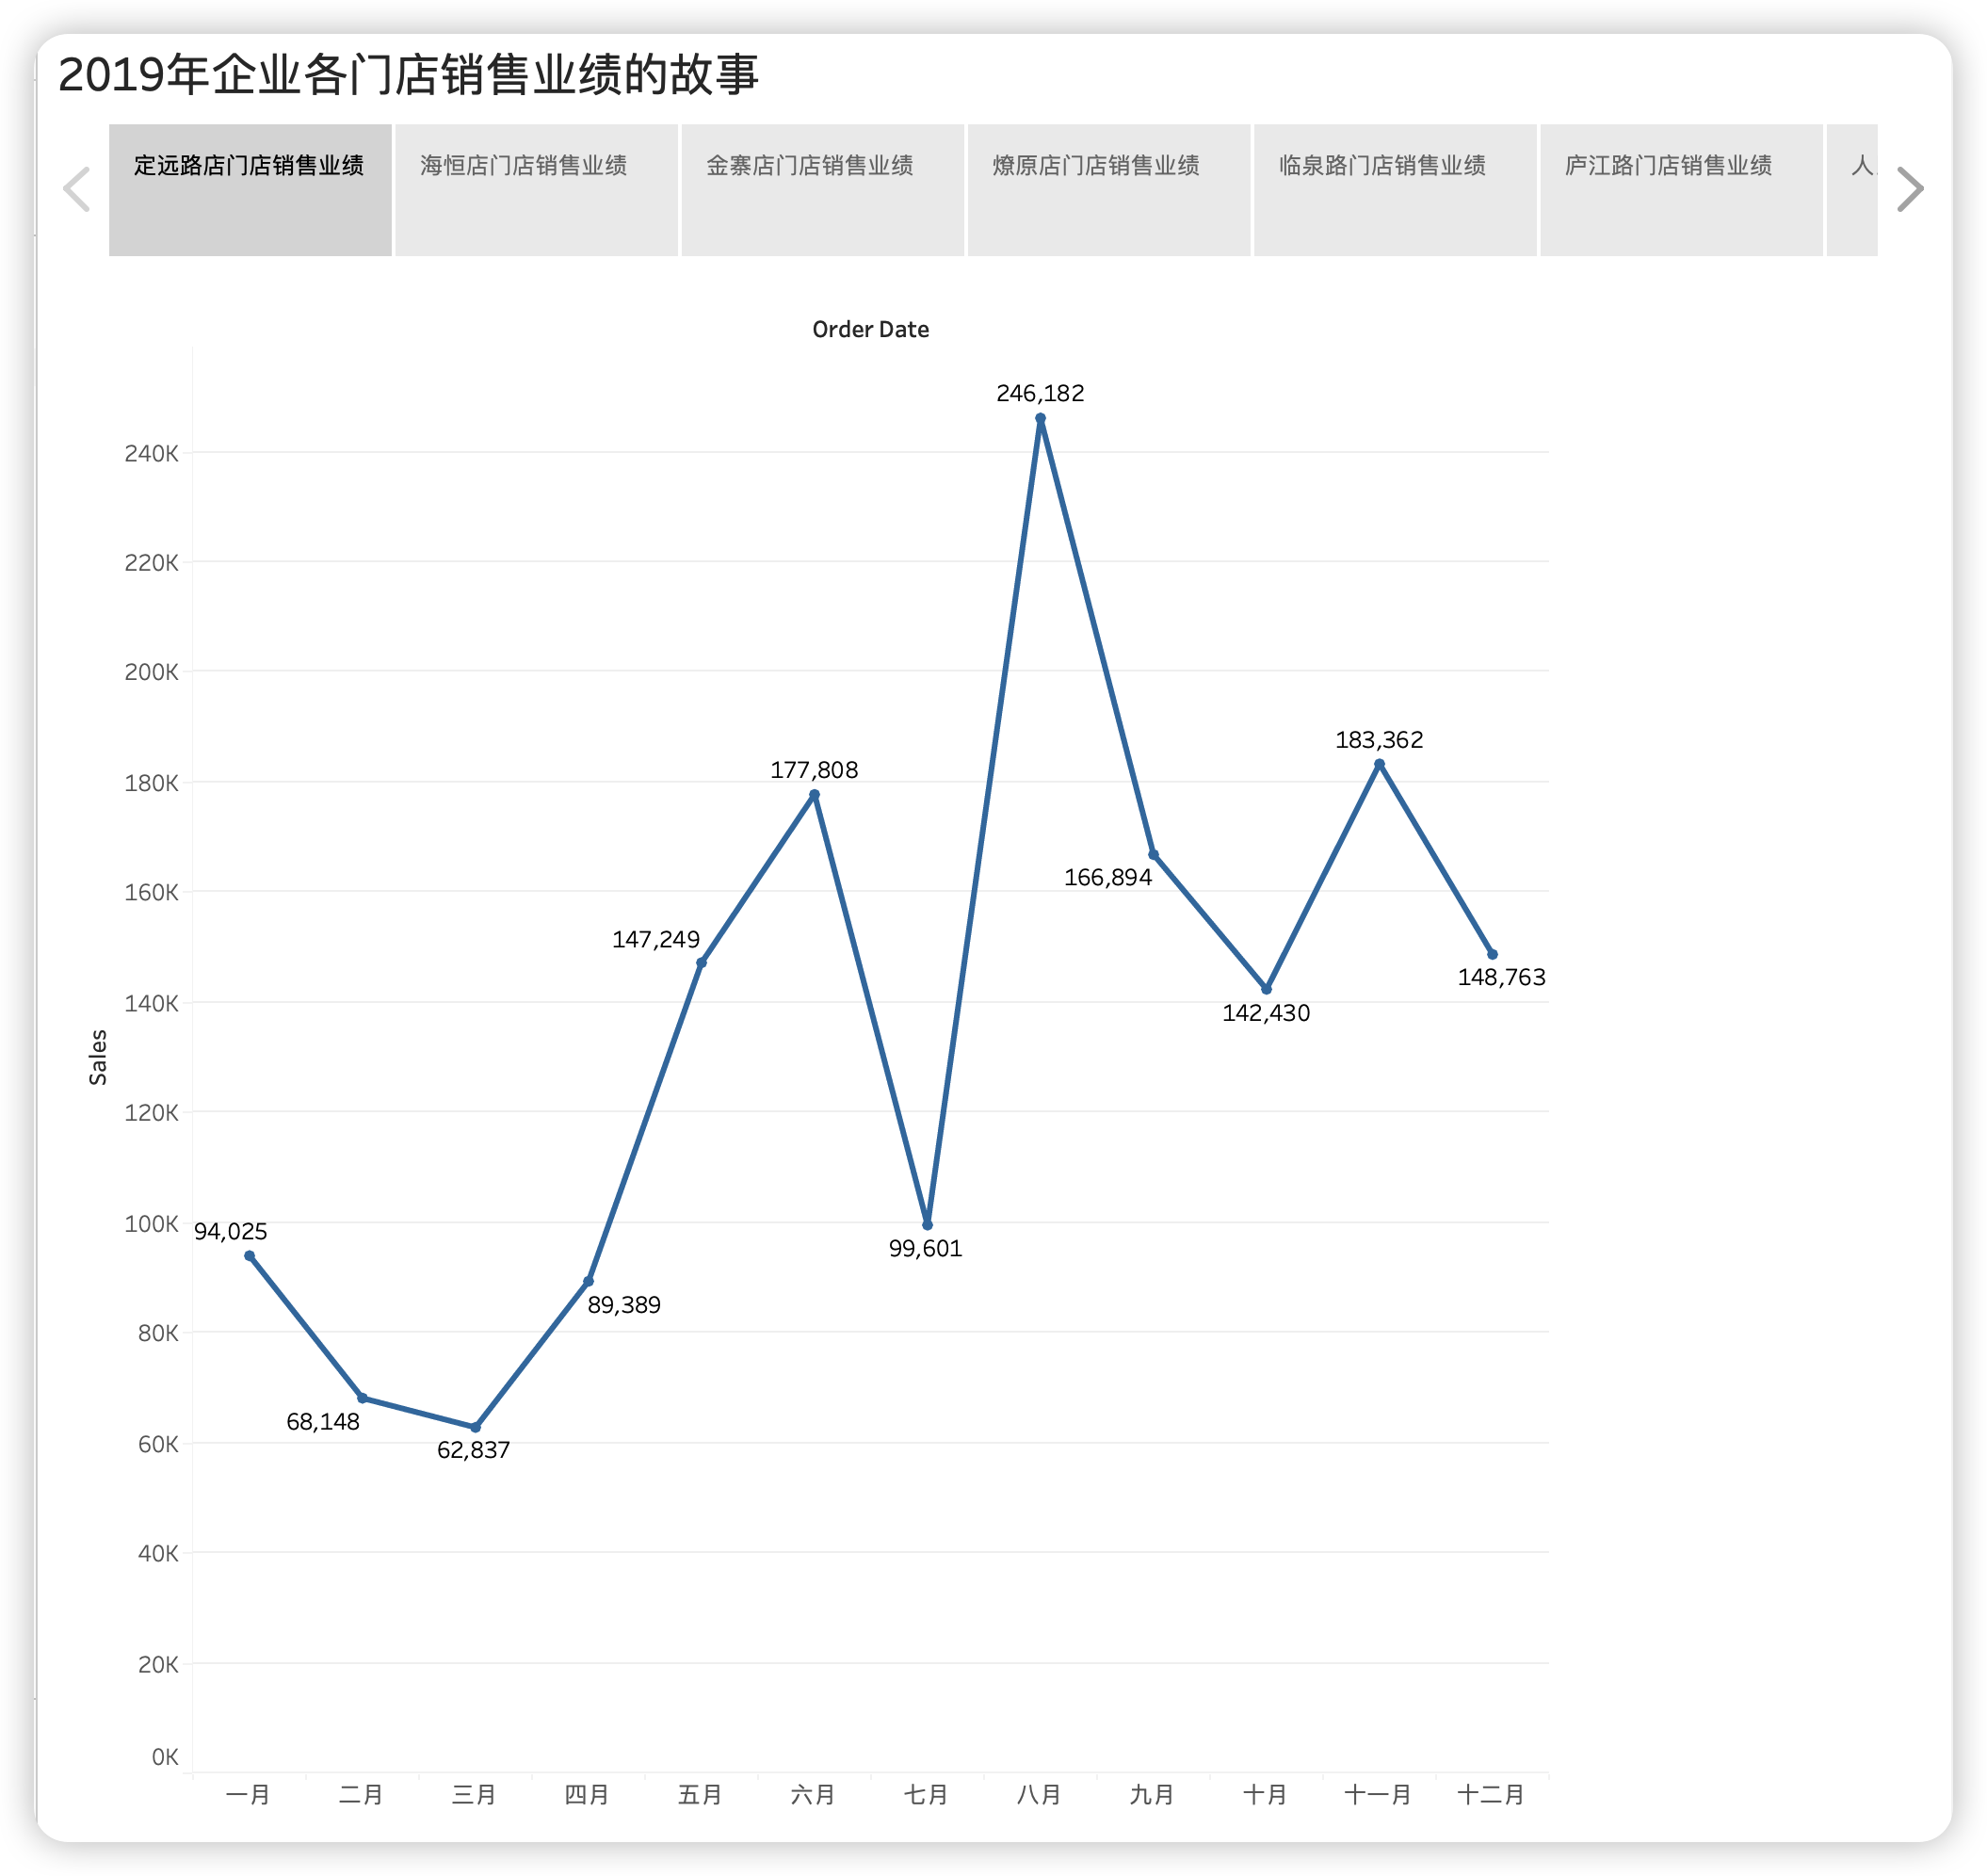 2019年企业各门店销售业绩的故事
定远路店门店销售业绩
海恒店门店销售业绩
金寨店门店销售业绩
燎原店门店销售业绩
临泉路门店销售业绩
庐江路门店销售业绩
人
Order Date
246,182
240K
220K
200K
183,362
177,808
180K
166,894
160K
147,249
148,763
140K
142,430
Sales
120K
100K
94,025
99,601
89,389
80K
68,148
62,837
60K
40K
20K
0K
一月
二月
三月
四月
五月
六月
七月
八月
九月
十月
十一月
十二月